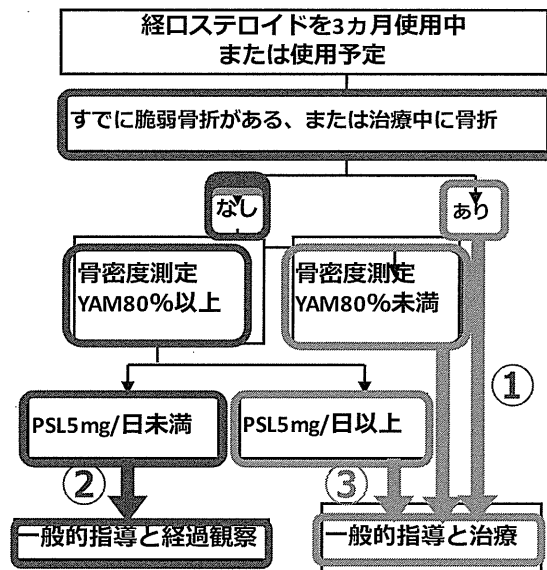 経口ステロイドを3ヵ月使用中
または使用予定
すでに脆弱骨折がある、または治療中に骨折
なし
あり
骨密度測定
YAM80%以上
骨密度測定
YAM80%未満
①
PSL5mg/日未満
PSL5mg/日以上
②
③
一般的指導と経過観察
一般的指導と治療